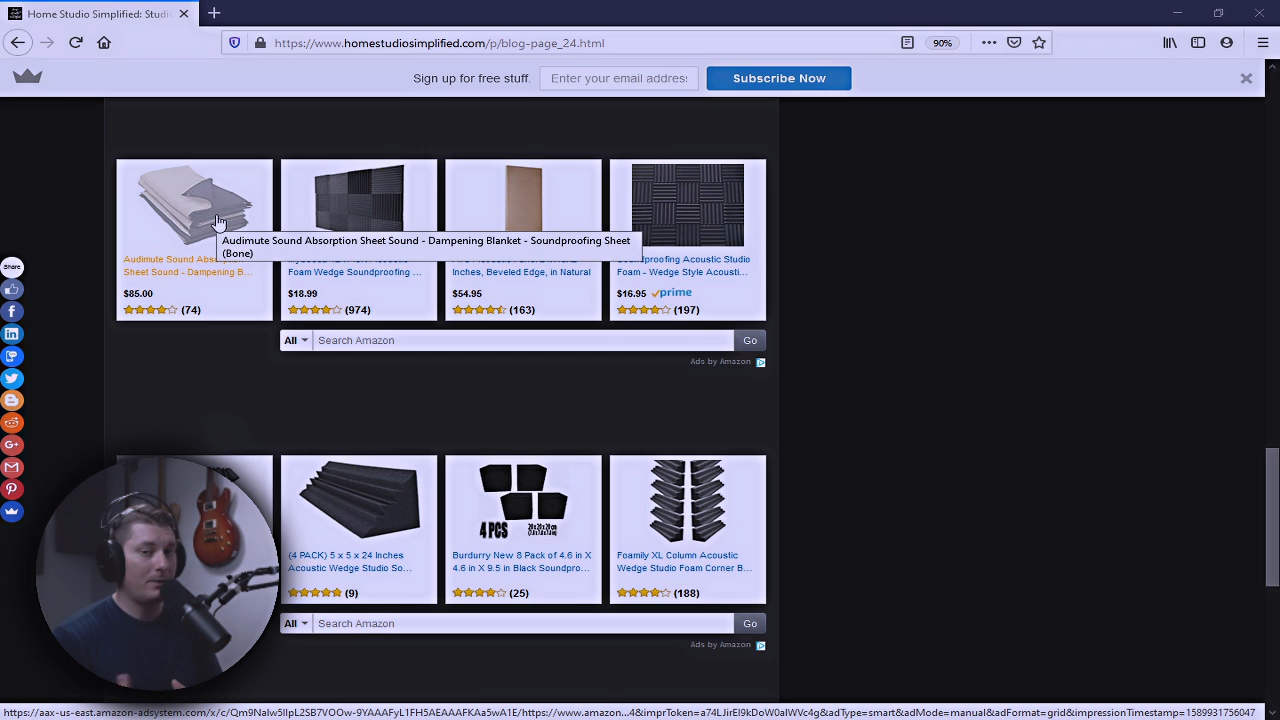 Home Studio Simplified: Studi
https://www.homestudiosimplified.com/p/blog-page_24.html
90%
Sign up for free stuff.
Enter your email address:
Subscribe Now
Audimute Sound Absorption Sheet Sound - Dampening Blanket - Soundproofing Sheet
(Bone)
Audimute Sound Abs
Sheet Sound - Dampening B...
$85.00
(74)
Foam Wedge Soundproofing ...
$18.99
(974)
Inches, Beveled Edge, in Natural
$54.95
(163)
Soundproofing Acoustic Studio
Foam - Wedge Style Acousti...
$16.95 prime
(197)
All
Search Amazon
Go
Ads by Amazon
Share
(4 PACK) 5 x 5 x 24 Inches
Acoustic Wedge Studio So...
(9)
4 PCS
Burdurry New 8 Pack of 4.6 in X
4.6 in X 9.5 in Black Soundpro...
(25)
Foamily XL Column Acoustic
Wedge Studio Foam Corner B...
(188)
All
Search Amazon
Go
Ads by Amazon